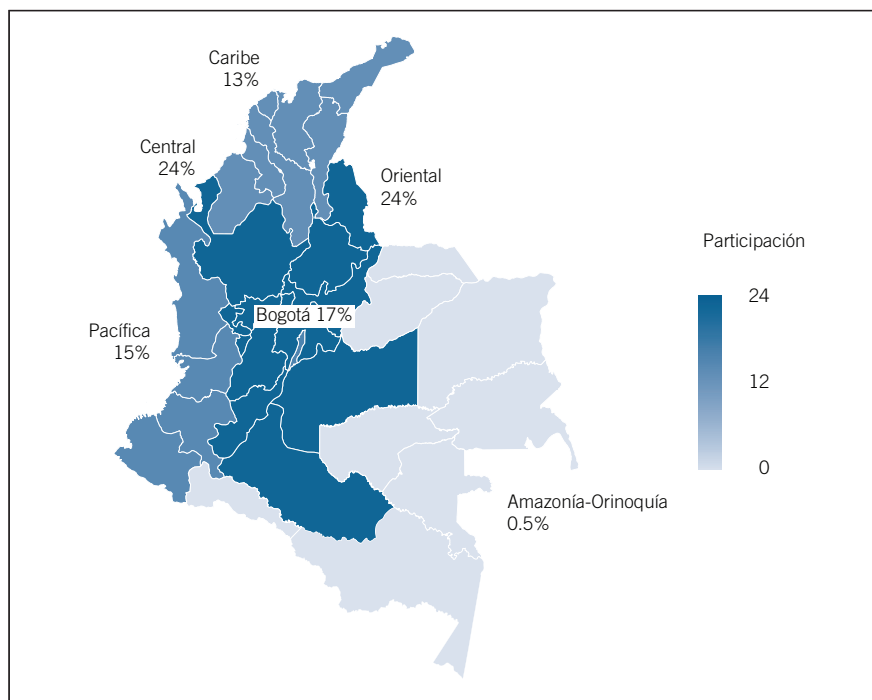 Caribe
13%
Central
24%
Oriental
24%
Participación
24
Bogotá 17%
Pacífica
15%
12
0
Amazonía-Orinoquía
0.5%